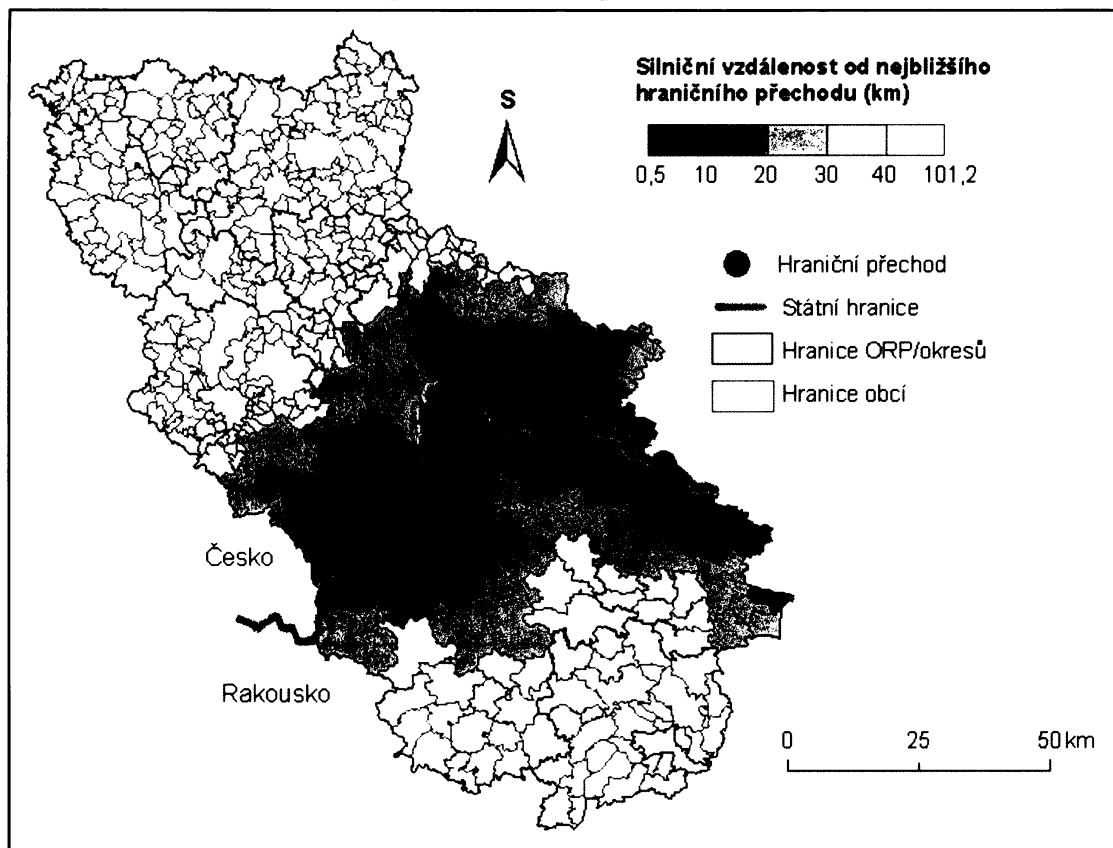 Silniční vzdálenost od nejbližšího
hraničního přechodu (km)
S
0,5 10 20 30 40 101,2
Hraniční přechod
Státní hranice
Hranice ORP/okresů
Hranice obcí
Česko
Rakousko
0 25 50 km